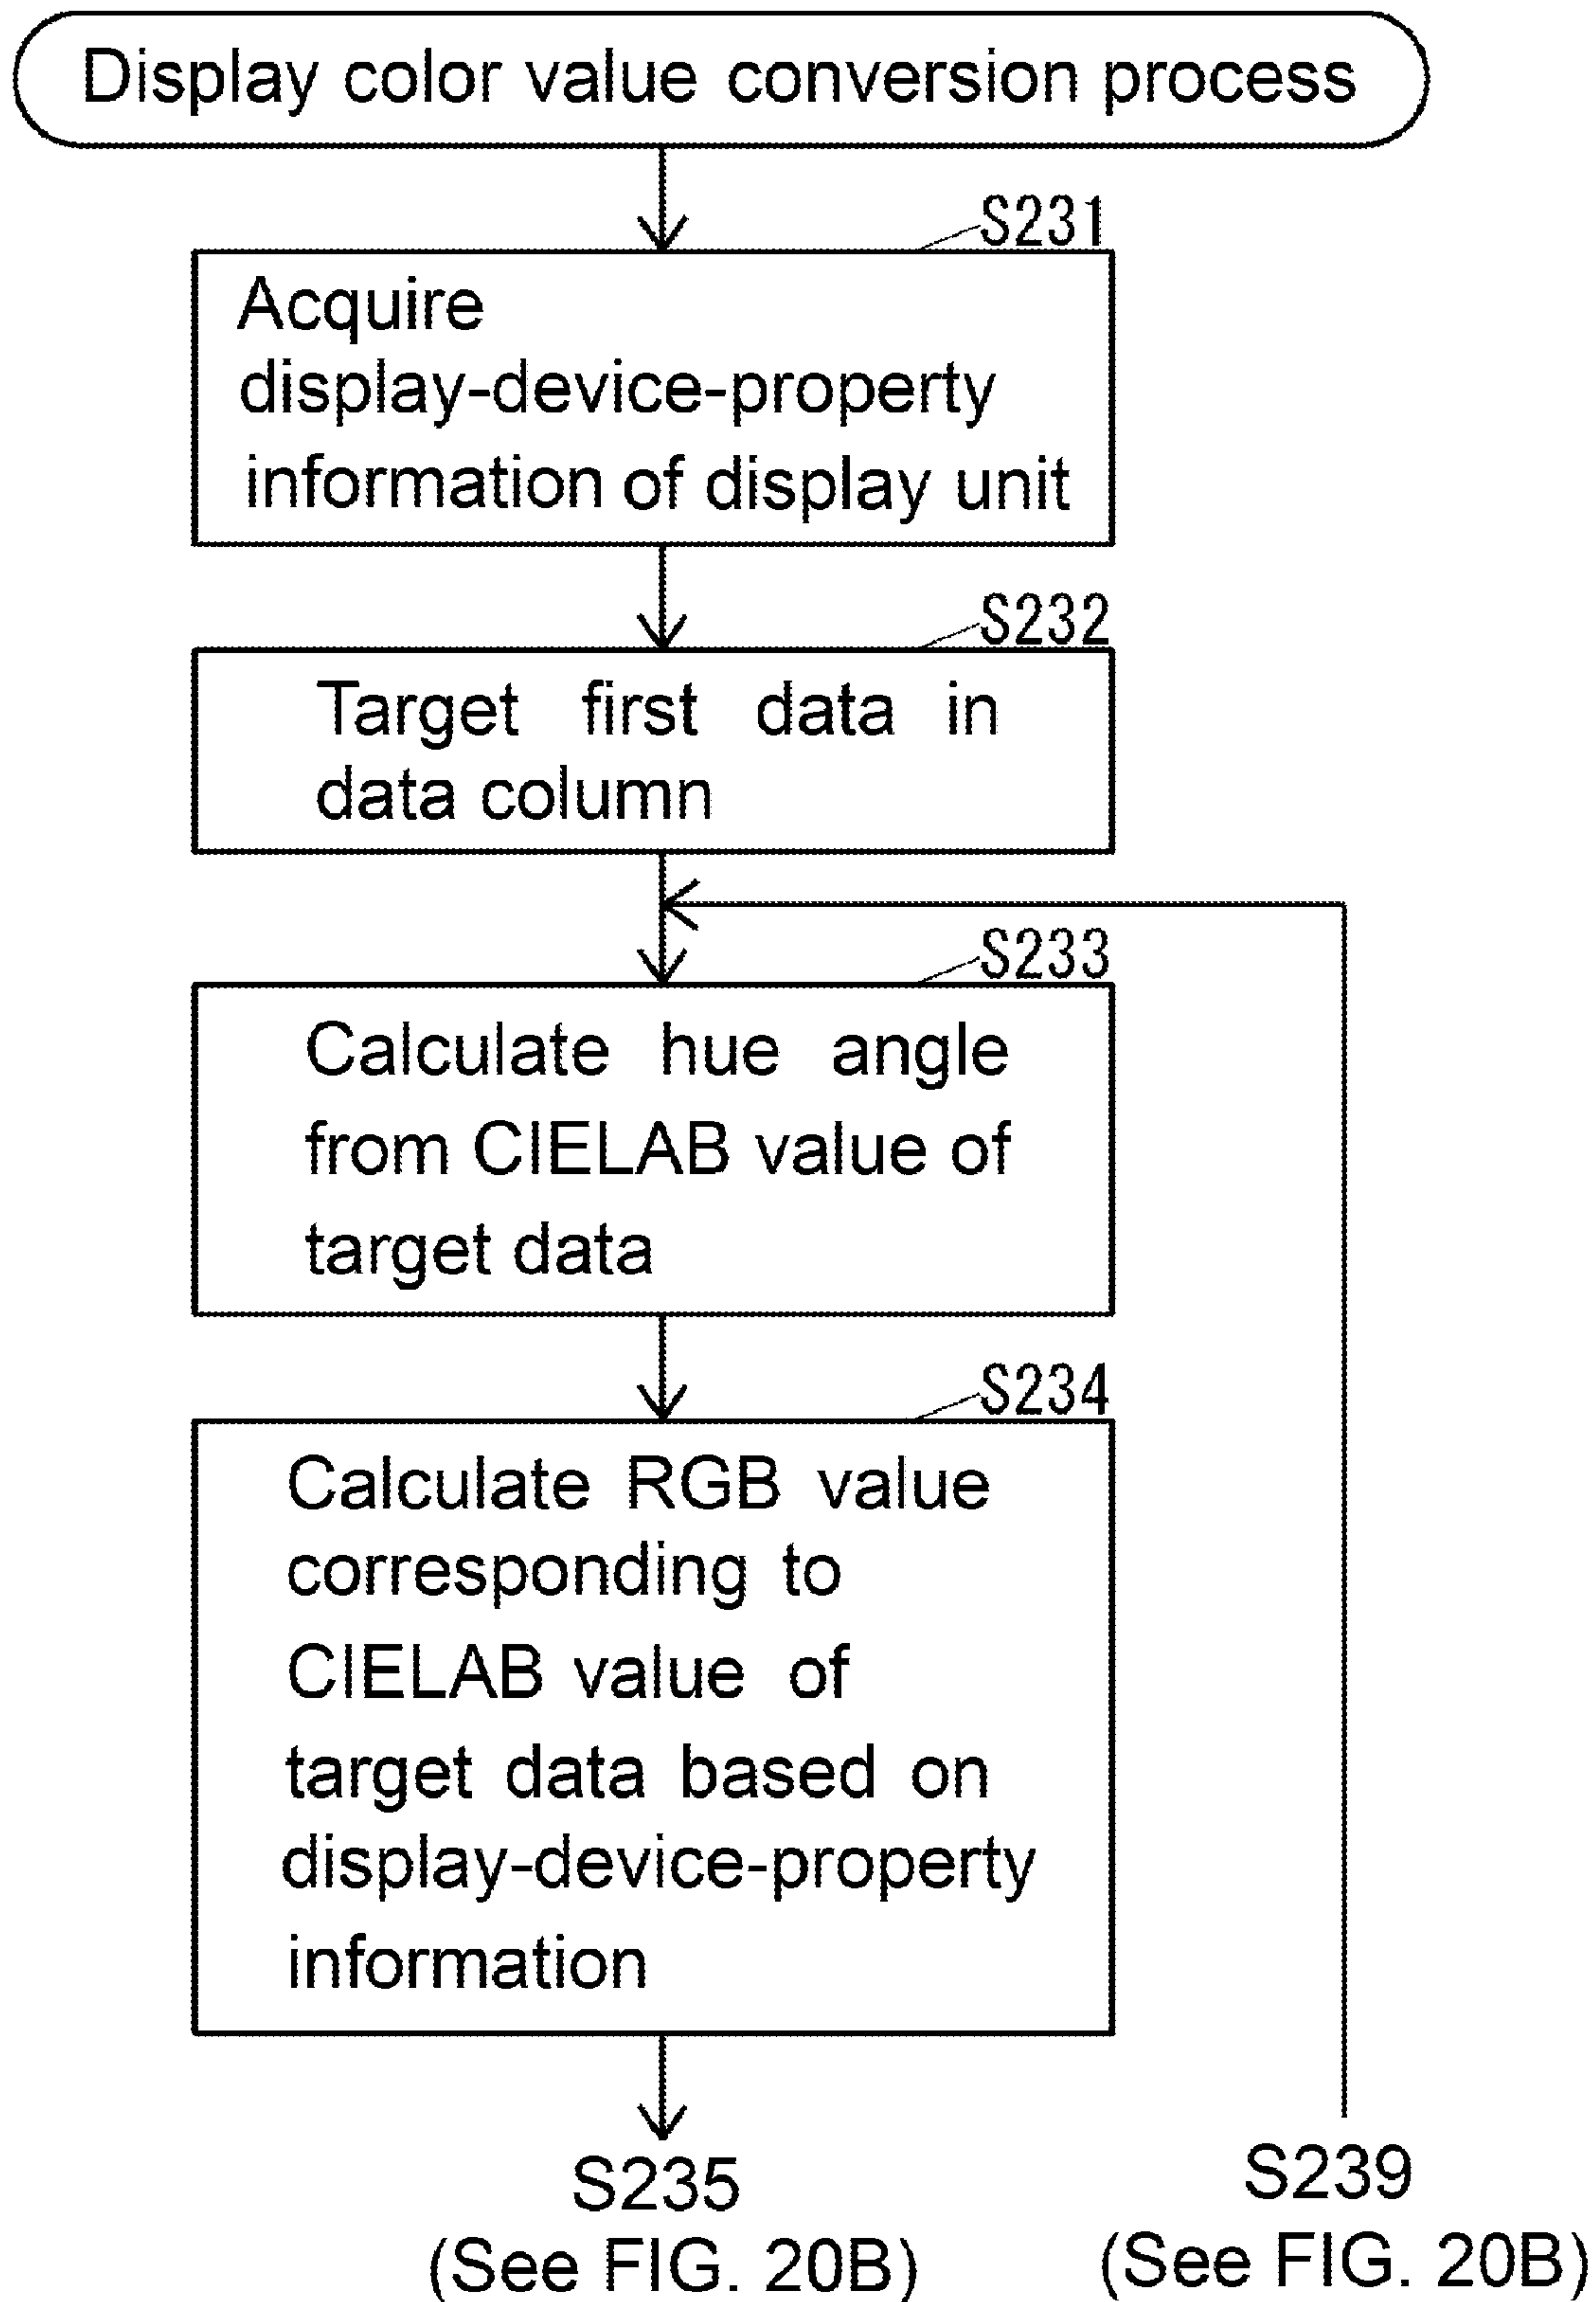 Display color value conversion process
S231
Acquire
display-device-property
information of display unit
S232
Target first data in
data column
S233
Calculate hue angle
from CIELAB value of
target data
S234
Calculate RGB value
corresponding to
CIELAB value of
target data based on
display-device-property
information
S235
(See FIG. 20B)
S239
(See FIG. 20B)